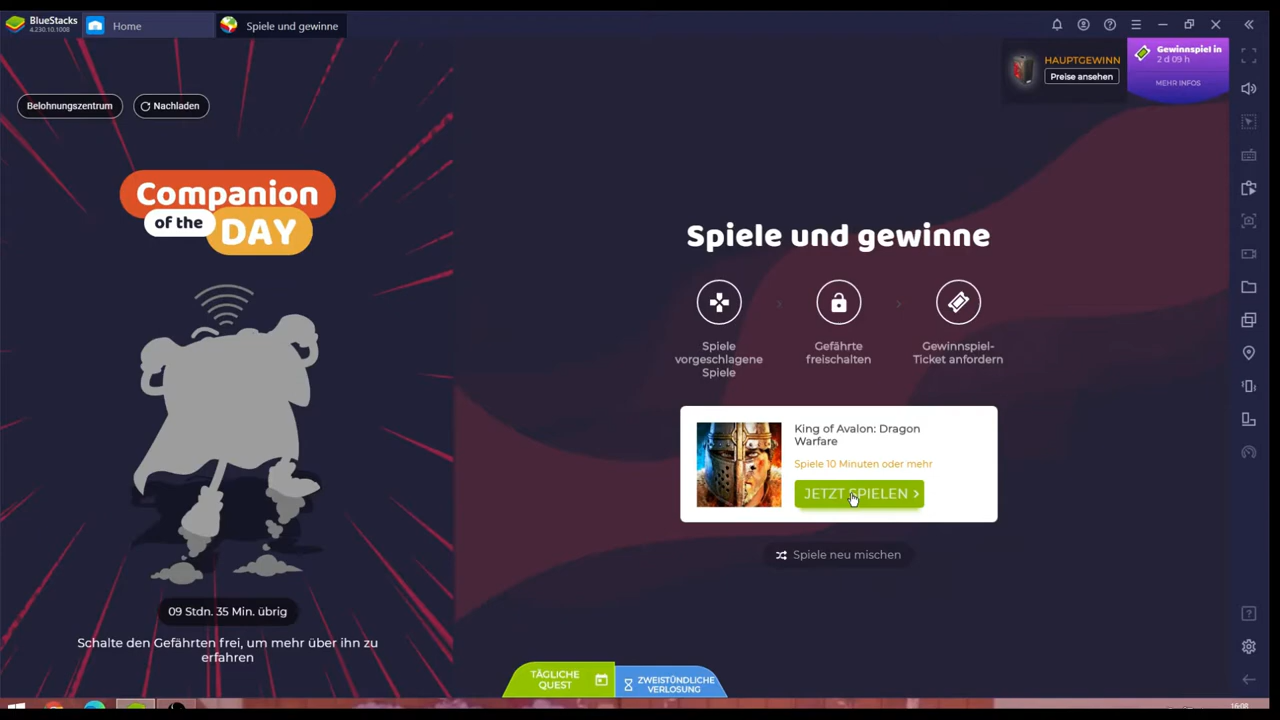 BlueStacks
4.230.10.1008
Home
Spiele und gewinne
HAUPTGEWINN
Preise ansehen
Gewinnspiel in
2 d 09 h
MEHR INFOS
Belohnungszentrum
Nachladen
Companion
of the
DAY
Spiele und gewinne
Spiele
vorgeschlagene
Spiele
Gefährte
freischalten
Gewinnspiel-
Ticket anfordern
King of Avalon: Dragon
Warfare
Spiele 10 Minuten oder mehr
JETZT SPIELEN
Spiele neu mischen
09 Stdn. 35 Min. übrig
Schalte den Gefährten frei, um mehr über ihn zu
erfahren
TÄGLICHE
QUEST
ZWEISTÜNDLICHE
VERLOSUNG
16:08